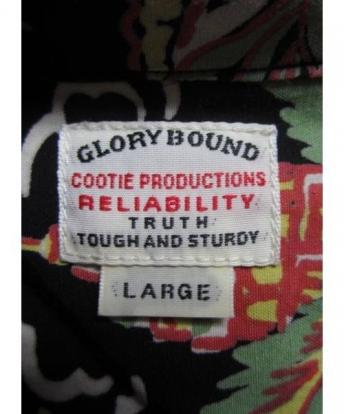 GLORY BOUND
COOTIE PRODUCTIONS
RELIABILITY
TRUTH
TOUGH AND STURDY
LARGE